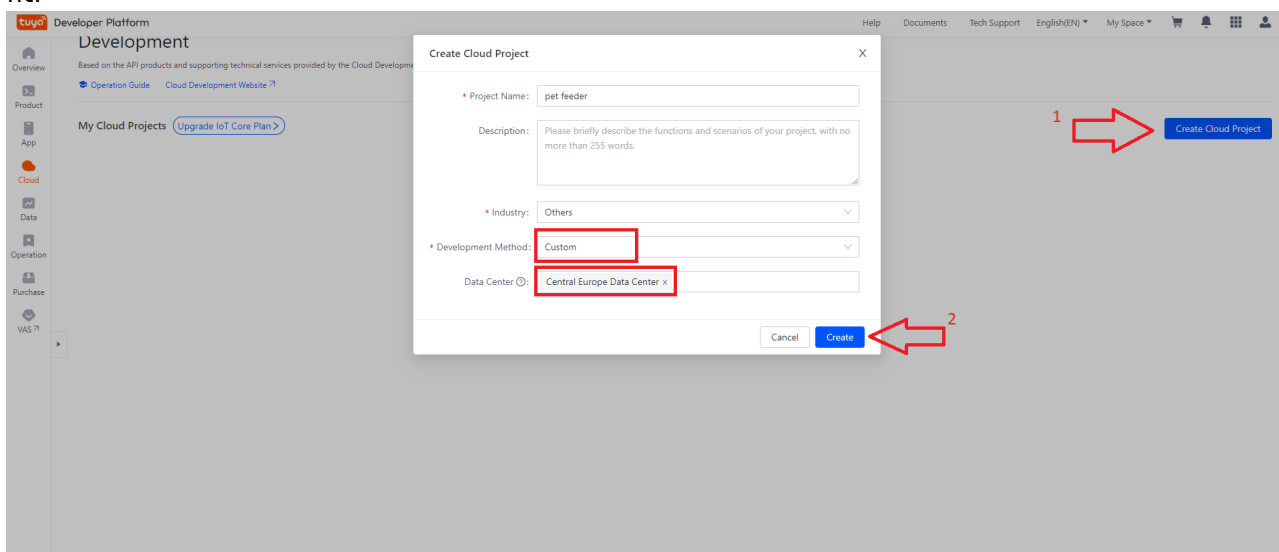 tuya Developer Platform
Help Documents Tech Support English(EN) My Space
Overview
Product
App
Cloud
Data
Operation
Purchase
VAS
Development
Based on the API products and supporting technical services provided by the Cloud Developme
Operation Guide Cloud Development Website
My Cloud Projects Upgrade IoT Core Plan >
1
Create Cloud Project
Create Cloud Project X
* Project Name: pet feeder
Description: Please briefly describe the functions and scenarios of your project, with no
more than 255 words.
* Industry: Others
* Development Method: Custom
Data Center ?: Central Europe Data Center ×
Cancel Create
2